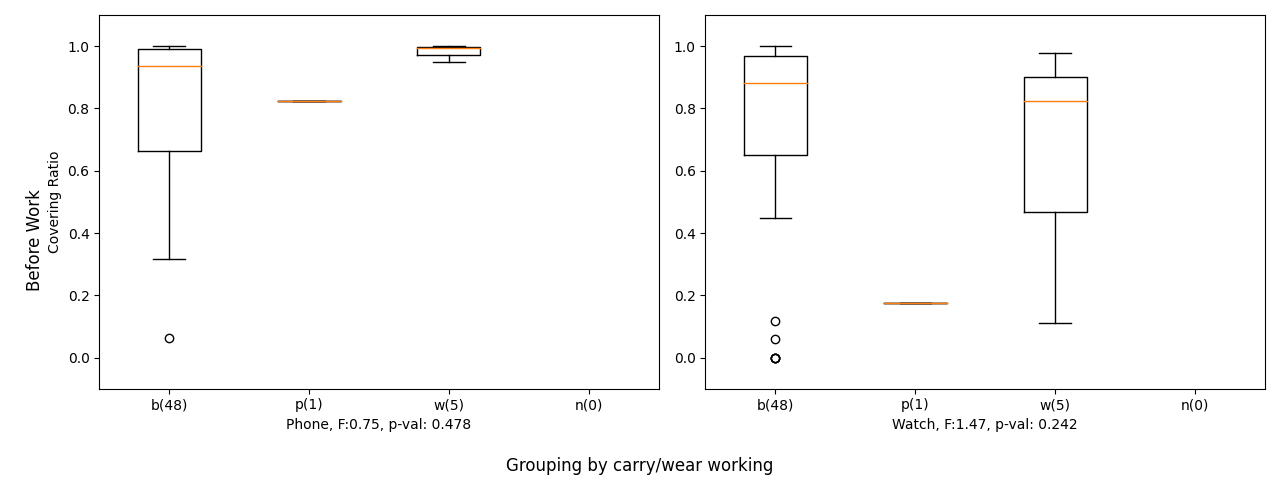 Before Work
Covering Ratio
1.0
0.8
0.6
0.4
0.2
0.0
b(48) p(1) w(5) n(0)
Phone, F:0.75, p-val: 0.478
1.0
0.8
0.6
0.4
0.2
0.0
b(48) p(1) w(5) n(0)
Watch, F:1.47, p-val: 0.242
Grouping by carry/wear working